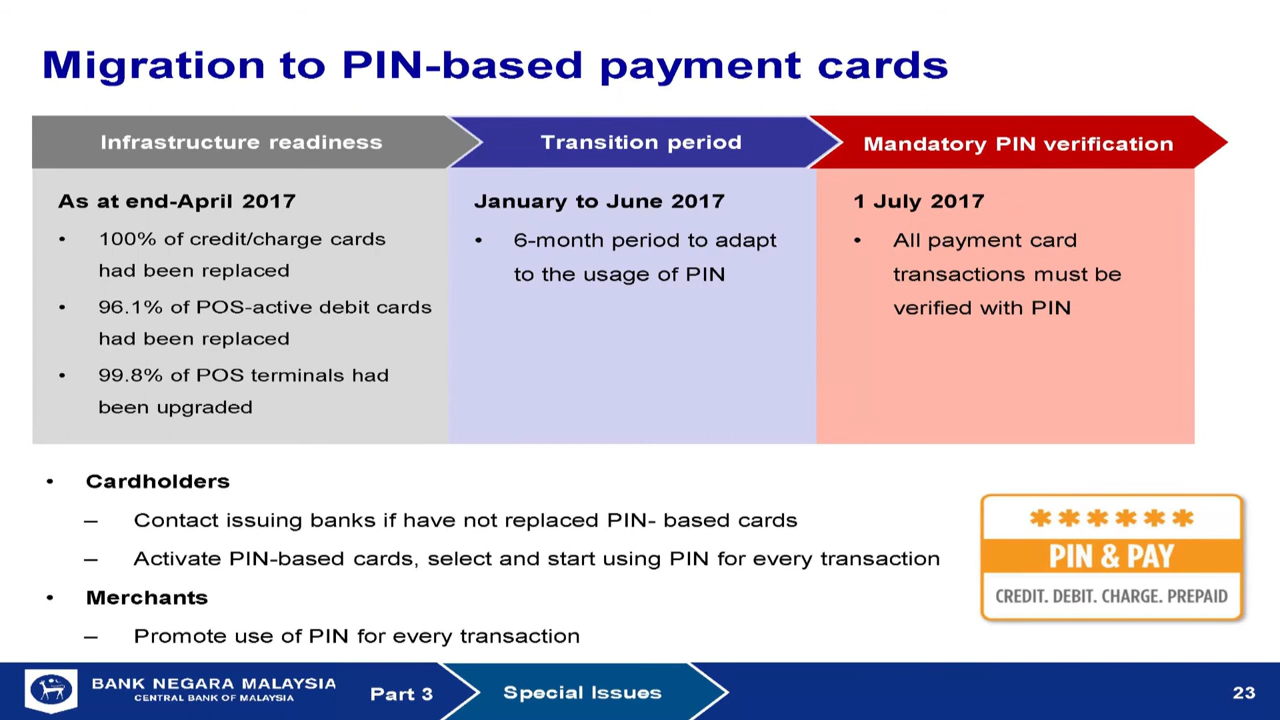 Migration to PIN-based payment cards
Infrastructure readiness
Transition period
Mandatory PIN verification
As at end-April 2017
• 100% of credit/charge cards
had been replaced
• 96.1% of POS-active debit cards
had been replaced
• 99.8% of POS terminals had
been upgraded
January to June 2017
• 6-month period to adapt
to the usage of PIN
1 July 2017
• All payment card
transactions must be
verified with PIN
• Cardholders
– Contact issuing banks if have not replaced PIN- based cards
– Activate PIN-based cards, select and start using PIN for every transaction
• Merchants
– Promote use of PIN for every transaction
******
PIN & PAY
CREDIT. DEBIT. CHARGE. PREPAID
BANK NEGARA MALAYSIA
CENTRAL BANK OF MALAYSIA
Part 3
Special Issues
23